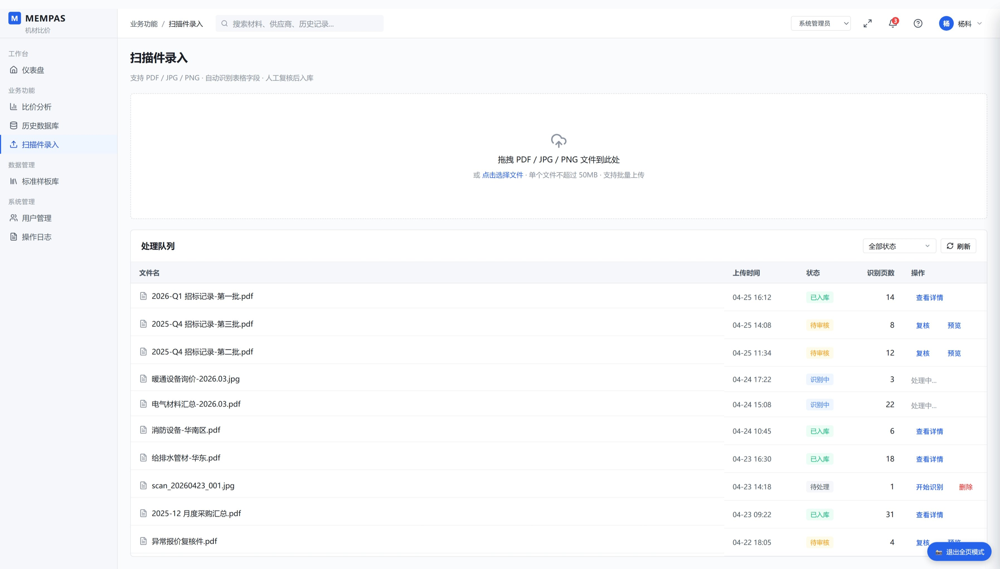 M MEMPAS
机材比价
业务功能 / 扫描件录入
搜索材料、供应商、历史记录...
系统管理员
3
杨 杨科
工作台
仪表盘
业务功能
比价分析
历史数据库
扫描件录入
数据管理
标准样板库
系统管理
用户管理
操作日志
扫描件录入
支持 PDF / JPG / PNG · 自动识别表格字段 · 人工复核后入库
拖拽 PDF / JPG / PNG 文件到此处
或 点击选择文件 · 单个文件不超过 50MB · 支持批量上传
处理队列 全部状态 刷新
文件名 上传时间 状态 识别页数 操作
2026-Q1 招标记录-第一批.pdf 04-25 16:12 已入库 14 查看详情
2025-Q4 招标记录-第三批.pdf 04-25 14:08 待审核 8 复核 预览
2025-Q4 招标记录-第二批.pdf 04-25 11:34 待审核 12 复核 预览
暖通设备询价-2026.03.jpg 04-24 17:22 识别中 3 处理中...
电气材料汇总-2026.03.pdf 04-24 15:08 识别中 22 处理中...
消防设备-华南区.pdf 04-24 10:45 已入库 6 查看详情
给排水管材-华东.pdf 04-23 16:30 已入库 18 查看详情
scan_20260423_001.jpg 04-23 14:18 待处理 1 开始识别 删除
2025-12 月度采购汇总.pdf 04-23 09:22 已入库 31 查看详情
异常报价复核件.pdf 04-22 18:05 待审核 4 复核 预览
退出全页模式